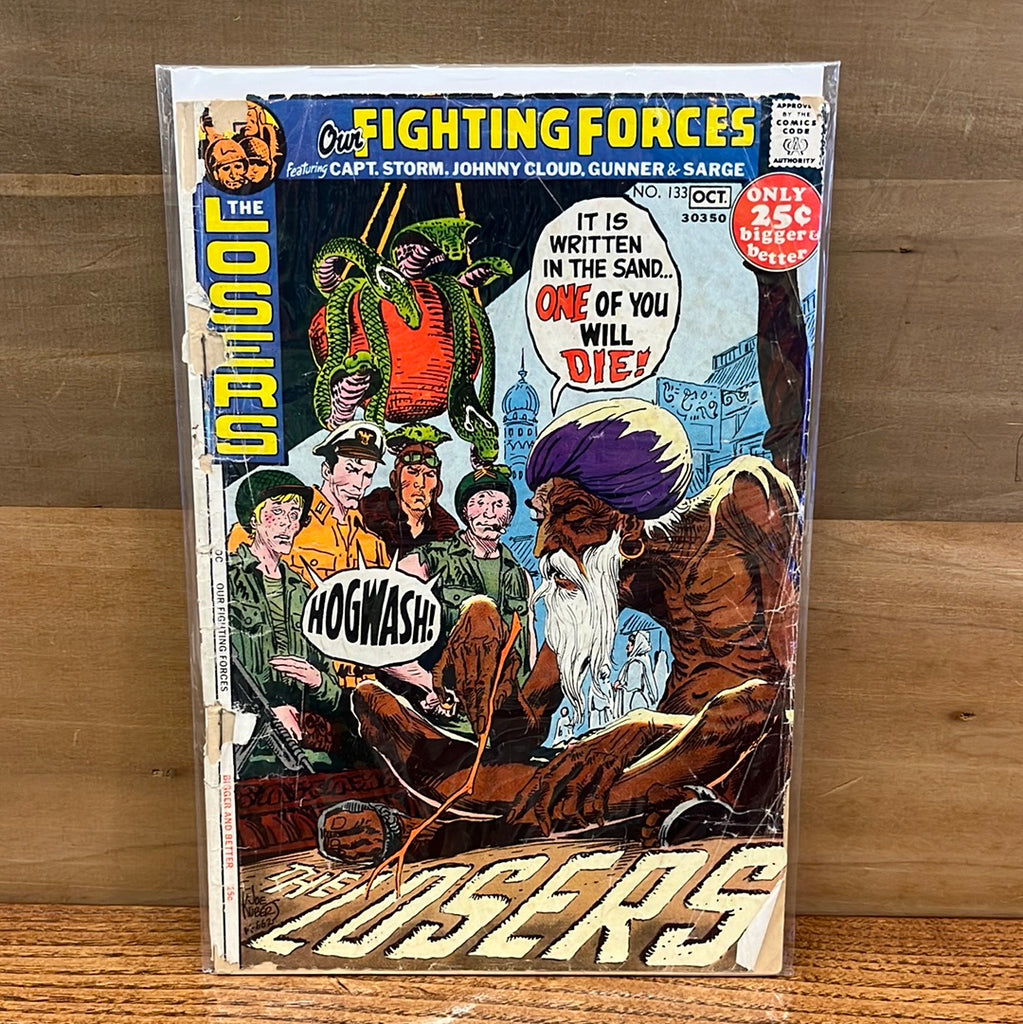 Our FIGHTING FORCES
featuring CAPT. STORM, JOHNNY CLOUD, GUNNER & SARGE
APPROVED
BY THE
COMICS
CODE
AUTHORITY
THE
LOSERS
NO. 133 OCT.
30350
ONLY
25¢
bigger &
better
IT IS
WRITTEN
IN THE SAND...
ONE OF YOU
WILL
DIE!
HOGWASH!
DC OUR FIGHTING FORCES
BIGGER AND BETTER 25¢
THE
LOSERS
JOE
KUBERT